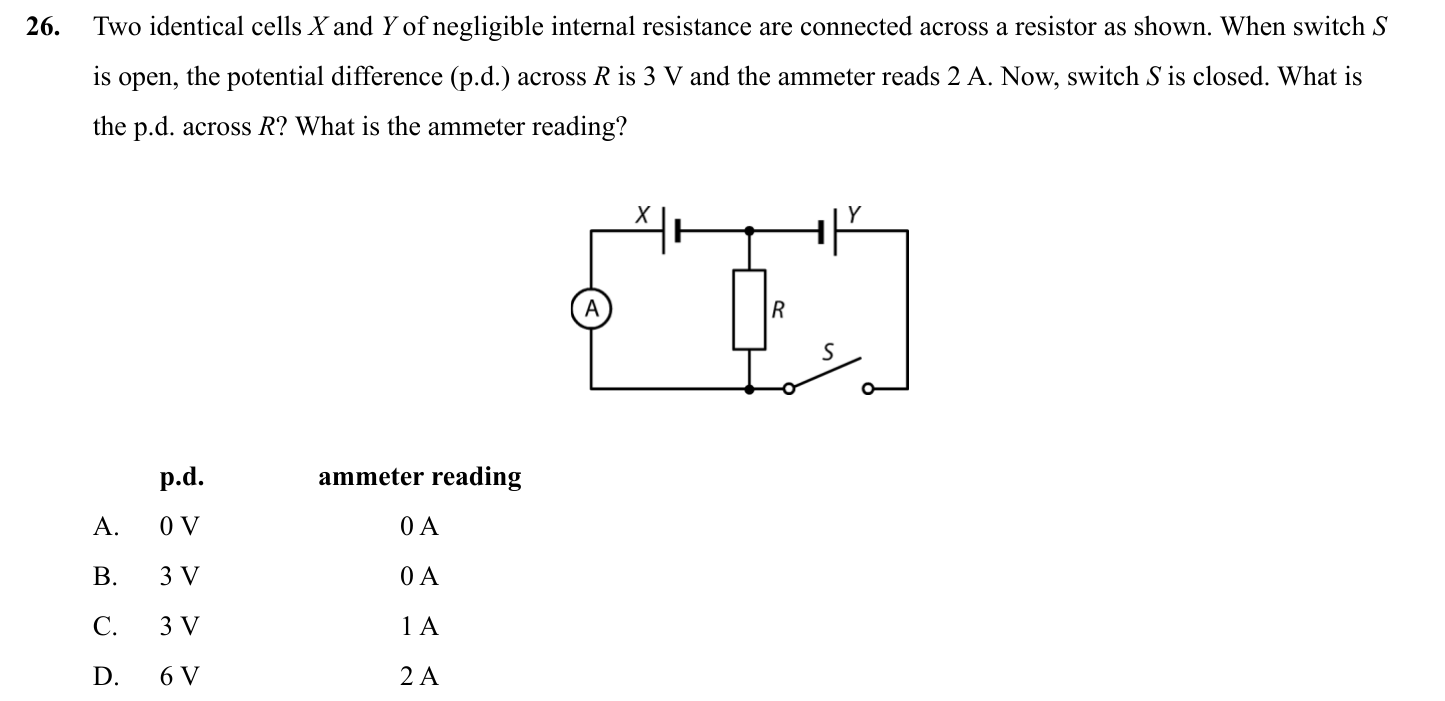 26. Two identical cells X and Y of negligible internal resistance are connected across a resistor as shown. When switch S
is open, the potential difference (p.d.) across R is 3 V and the ammeter reads 2 A. Now, switch S is closed. What is
the p.d. across R? What is the ammeter reading?
X Y
A R
S
p.d. ammeter reading
A. 0 V 0 A
B. 3 V 0 A
C. 3 V 1 A
D. 6 V 2 A